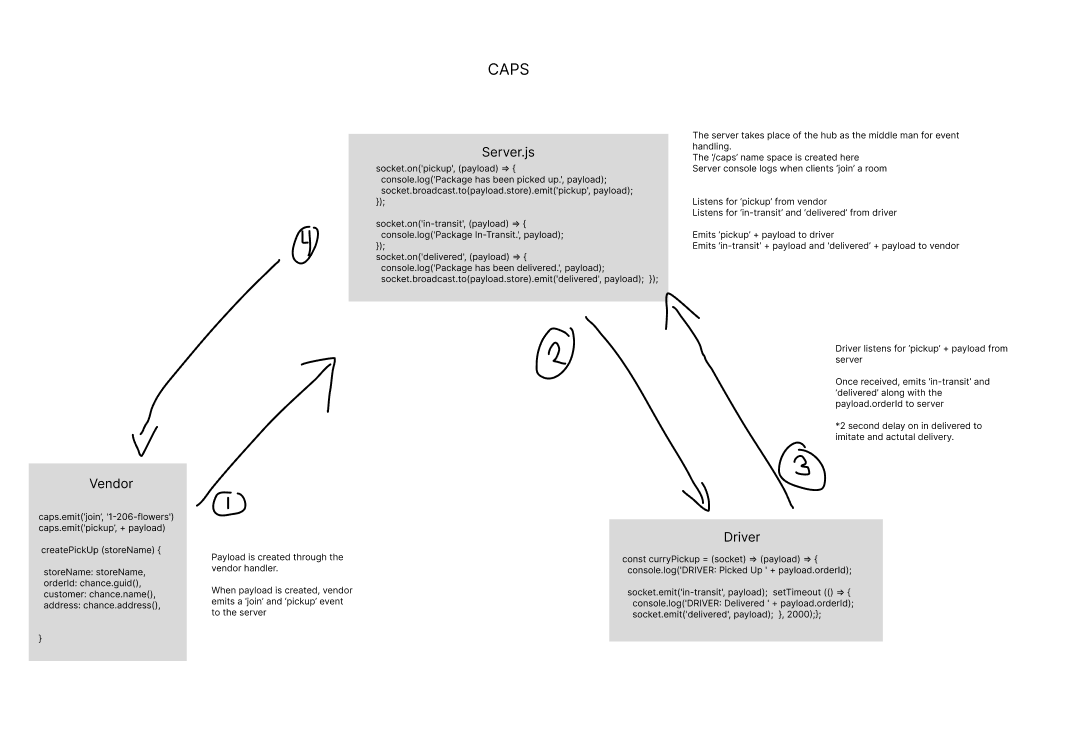 CAPS
Server.js
socket.on('pickup', (payload) => {
console.log('Package has been picked up.', payload);
socket.broadcast.to(payload.store).emit('pickup', payload);
});
socket.on('in-transit', (payload) => {
console.log('Package In-Transit.', payload);
});
socket.on('delivered', (payload) => {
console.log('Package has been delivered.', payload);
socket.broadcast.to(payload.store).emit('delivered', payload);  });
The server takes place of the hub as the middle man for event
handling.
The '/caps' name space is created here
Server console logs when clients 'join' a room
Listens for 'pickup' from vendor
Listens for 'in-transit' and 'delivered' from driver
Emits 'pickup' + payload to driver
Emits 'in-transit' + payload and 'delivered' + payload to vendor
4
2
Driver listens for 'pickup' + payload from
server
Once received, emits 'in-transit' and
'delivered' along with the
payload.orderId to server
*2 second delay on in delivered to
imitate and actutal delivery.
3
Vendor
caps.emit('join', '1-206-flowers')
caps.emit('pickup', + payload)
createPickUp (storeName) {
storeName: storeName,
orderId: chance.guid(),
customer: chance.name(),
address: chance.address(),
}
1
Payload is created through the
vendor handler.
When payload is created, vendor
emits a 'join' and 'pickup' event
to the server
Driver
const curryPickup = (socket) => (payload) => {
console.log('DRIVER: Picked Up ' + payload.orderId);
socket.emit('in-transit', payload);  setTimeout (() => {
console.log('DRIVER: Delivered ' + payload.orderId);
socket.emit('delivered', payload);  }, 2000);};